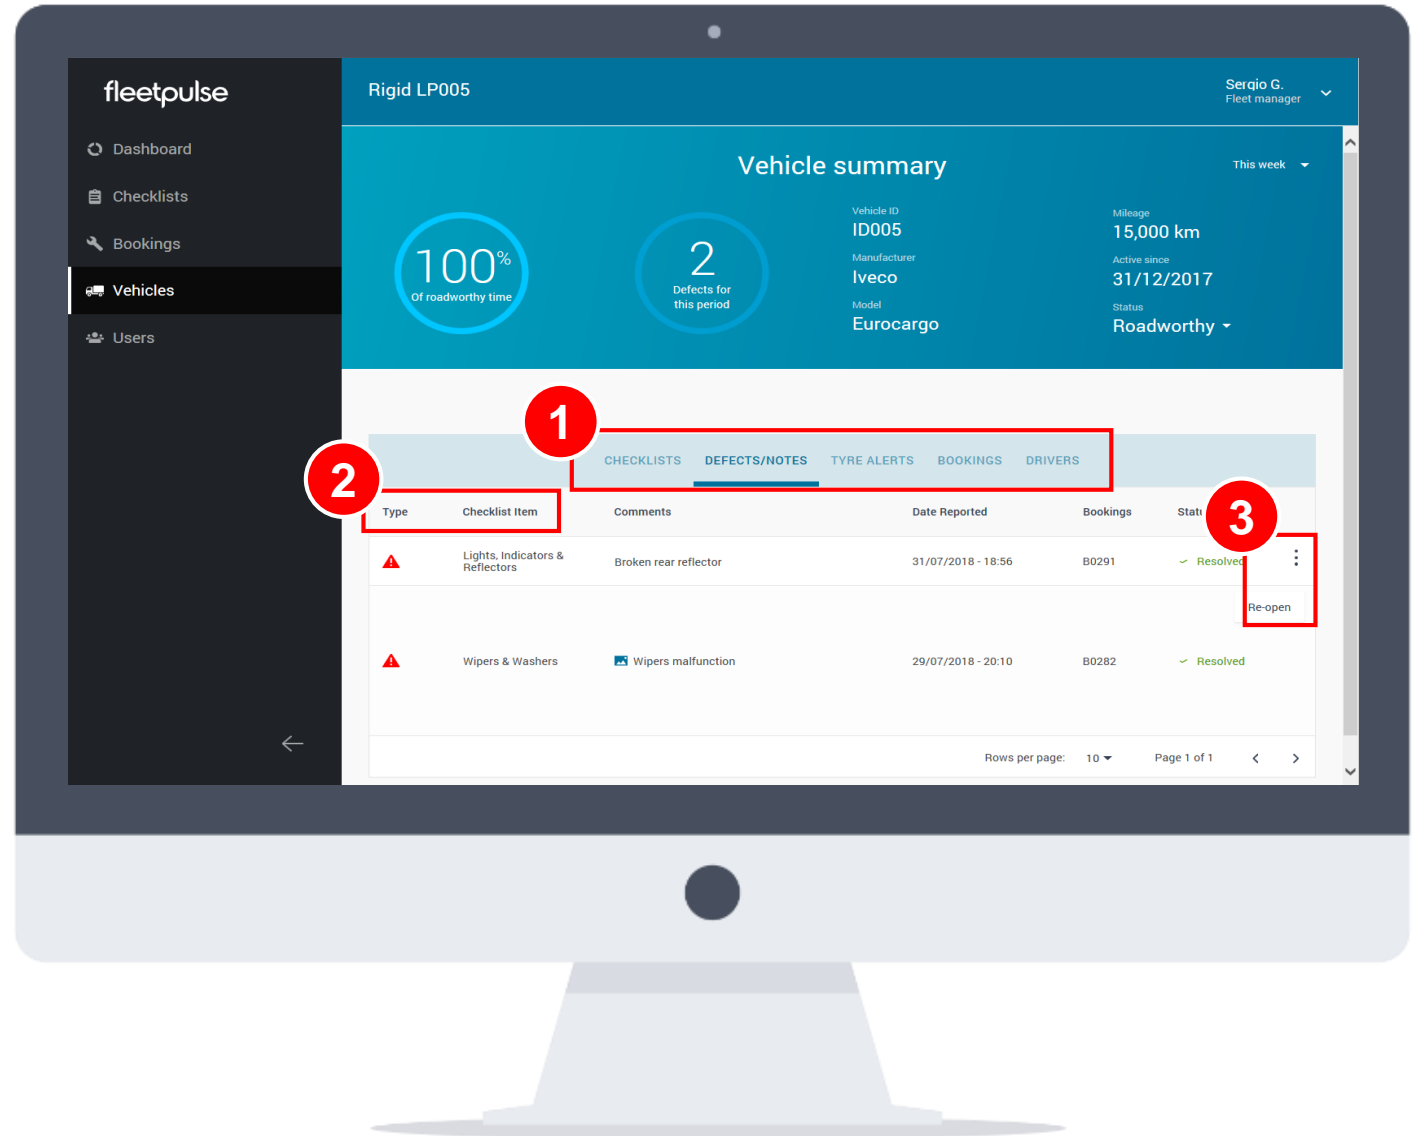 fleetpulse
Dashboard
Checklists
Bookings
Vehicles
Users
Rigid LP005
Sergio G.
Fleet manager
Vehicle summary
This week
100%
Of roadworthy time
2
Defects for
this period
Vehicle ID
ID005
Manufacturer
Iveco
Model
Eurocargo
Mileage
15,000 km
Active since
31/12/2017
Status
Roadworthy
1
CHECKLISTS DEFECTS/NOTES TYRE ALERTS BOOKINGS DRIVERS
2
3
Type Checklist Item Comments Date Reported Bookings Statu
Lights, Indicators &
Reflectors
Broken rear reflector 31/07/2018 - 18:56 B0291 Resolved
Re-open
Wipers & Washers Wipers malfunction 29/07/2018 - 20:10 B0282 Resolved
Rows per page: 10 Page 1 of 1